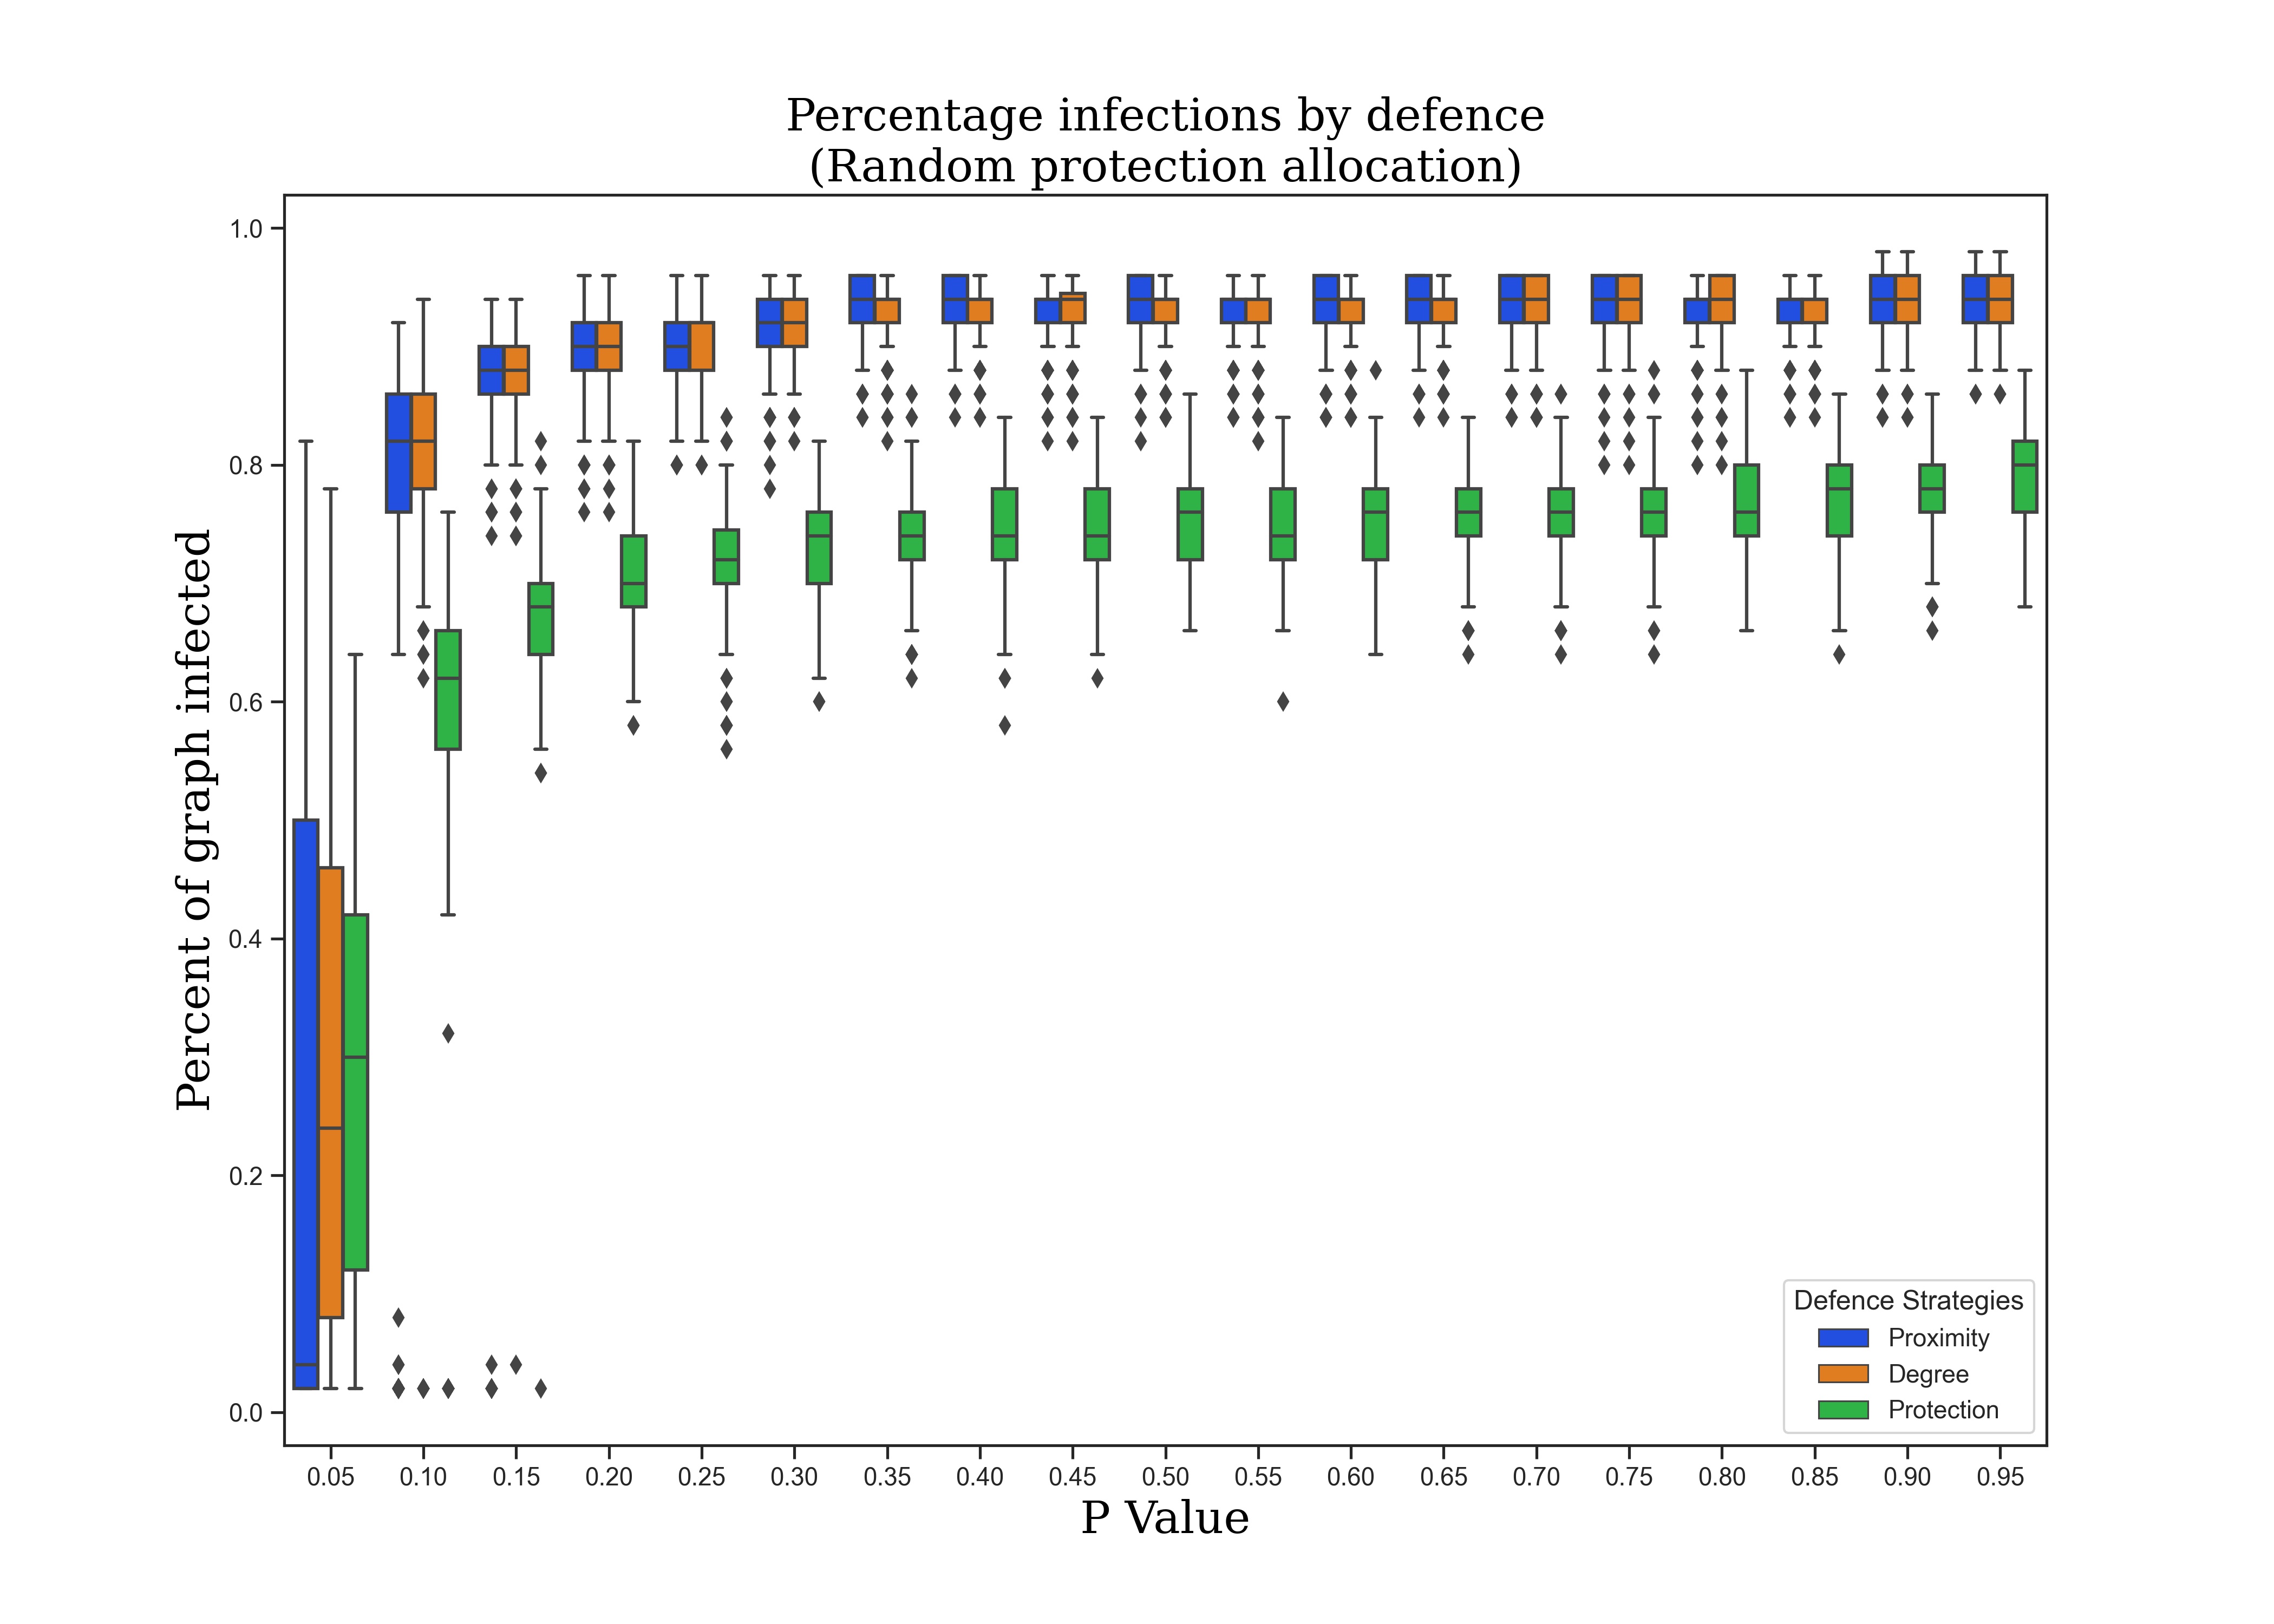 Percentage infections by defence
(Random protection allocation)
Percent of graph infected
1.0
0.8
0.6
0.4
0.2
0.0
Defence Strategies
Proximity
Degree
Protection
0.05 0.10 0.15 0.20 0.25 0.30 0.35 0.40 0.45 0.50 0.55 0.60 0.65 0.70 0.75 0.80 0.85 0.90 0.95
P Value